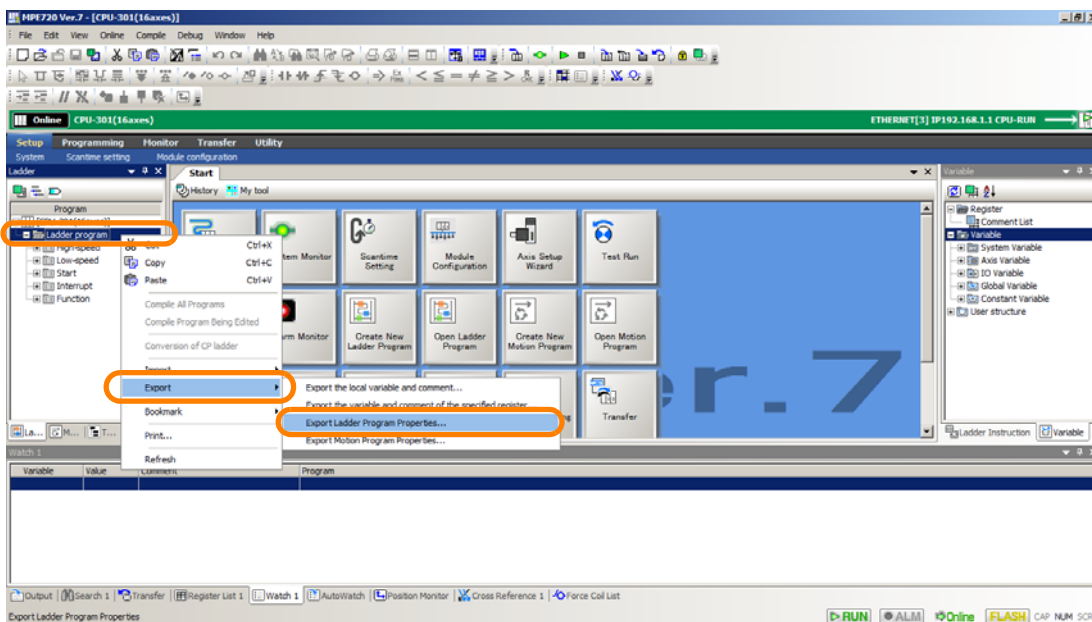 MPE720 Ver.7 - [CPU-301(16axes)]
File Edit View Online Compile Debug Window Help
Online CPU-301(16axes) ETHERNET[3] IP192.168.1.1 CPU-RUN
Setup Programming Monitor Transfer Utility
System Scantime setting Module configuration
Ladder
Start
Variable
History My tool
Program
Ladder program
High-speed
Low-speed
Start
Interrupt
Function
Ctrl+X
Copy Ctrl+C
Paste Ctrl+V
Compile All Programs
Compile Program Being Edited
Conversion of CP ladder
Import
Export
Bookmark
Print...
Refresh
Export the local variable and comment...
Export the variable and comment of the specified register
Export Ladder Program Properties...
Export Motion Program Properties...
Monitor
Scantime Setting
Module Configuration
Axis Setup Wizard
Test Run
Monitor
Create New Ladder Program
Open Ladder Program
Create New Motion Program
Open Motion Program
Transfer
er.7
Register
Comment List
Variable
System Variable
Axis Variable
IO Variable
Global Variable
Constant Variable
User structure
La... M... T...
Ladder Instruction Variable
Watch 1
Variable Value Comment Program
Output Search 1 Transfer Register List 1 Watch 1 AutoWatch Position Monitor Cross Reference 1 Force Coil List
Export Ladder Program Properties RUN ALM Online FLASH CAP NUM SCR